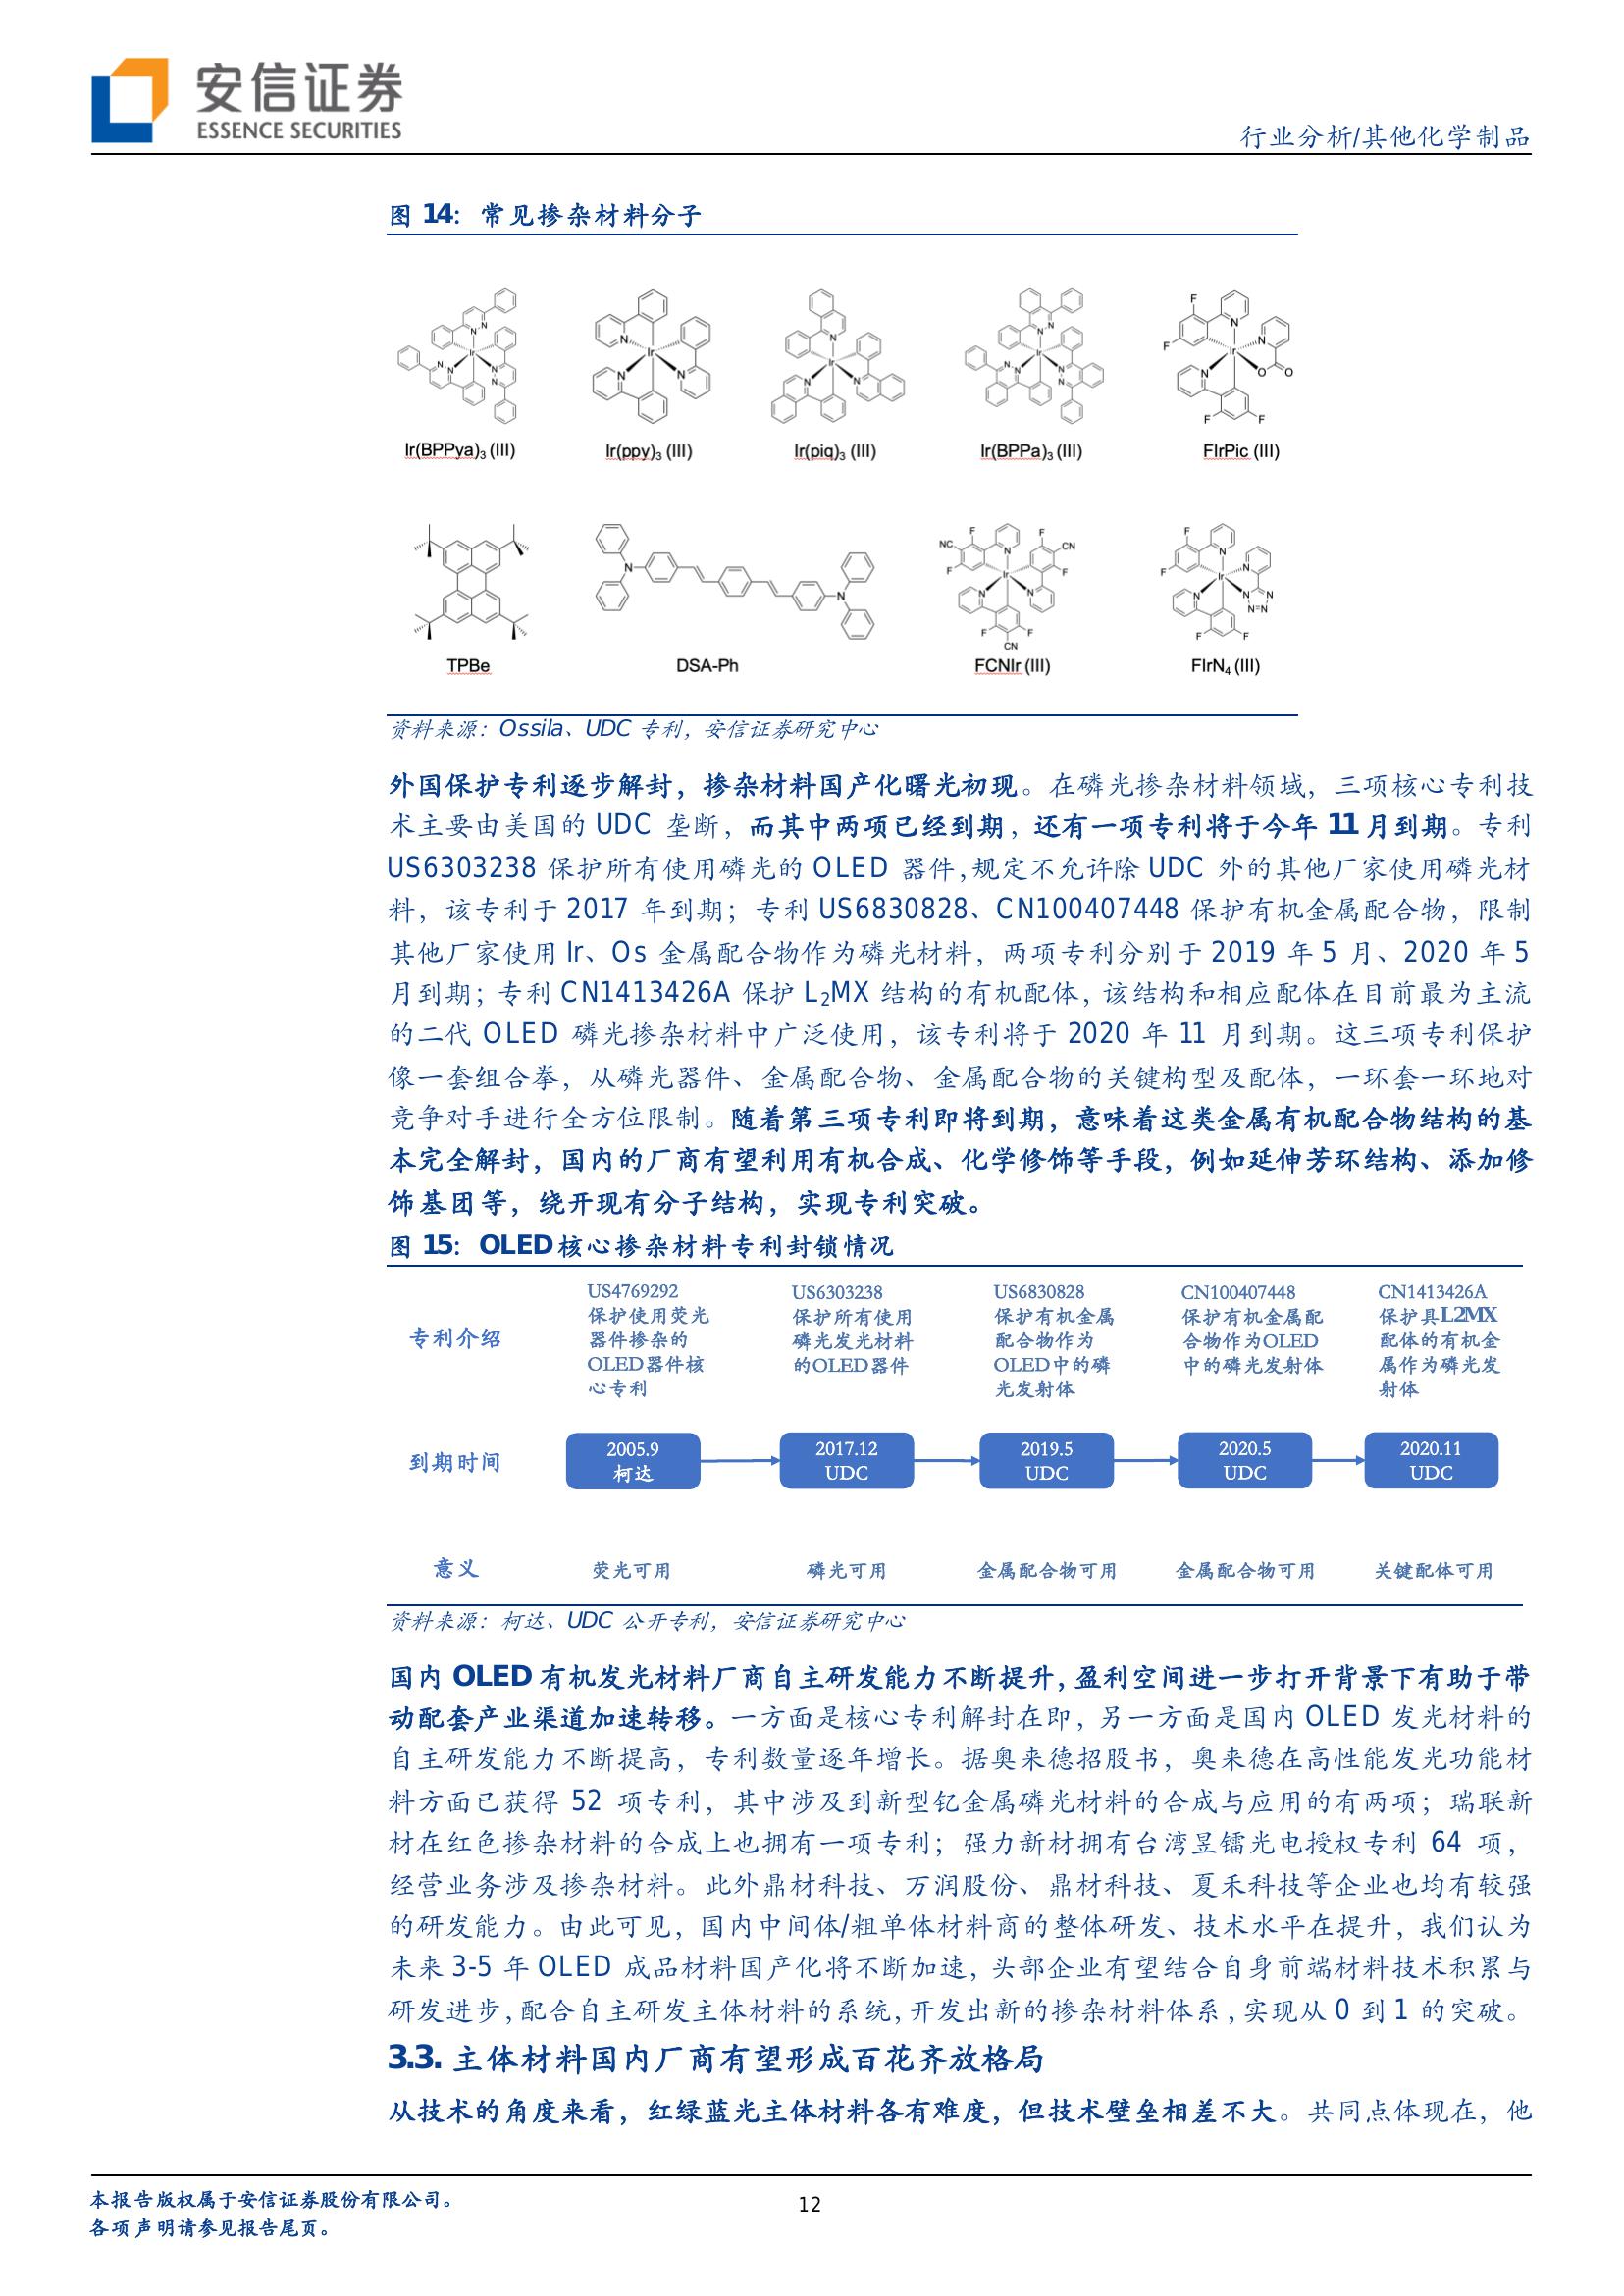 安信证券
ESSENCE SECURITIES
行业分析/其他化学制品
图 14：常见掺杂材料分子
N
N
Ir
N
N
N
N
N
Ir
N
N
N
Ir
N
N
N
N
Ir
N
N
N
N
F
F
N
Ir
N
O
O
N
F
F
Ir(BPPya)₃ (III)
Ir(ppy)₃ (III)
Ir(piq)₃ (III)
Ir(BPPa)₃ (III)
FIrPic (III)
N
N
NC
F
F
N
F
CN
F
Ir
N
N
F
F
CN
F
F
N
Ir
N
N
N
N
N=N
F
F
TPBe
DSA-Ph
FCNIr (III)
FIrN₄ (III)
资料来源：Ossila、UDC 专利，安信证券研究中心
外国保护专利逐步解封，掺杂材料国产化曙光初现。在磷光掺杂材料领域，三项核心专利技
术主要由美国的 UDC 垄断，而其中两项已经到期，还有一项专利将于今年 11 月到期。专利
US6303238 保护所有使用磷光的 OLED 器件，规定不允许除 UDC 外的其他厂家使用磷光材
料，该专利于 2017 年到期；专利 US6830828、CN100407448 保护有机金属配合物，限制
其他厂家使用 Ir、Os 金属配合物作为磷光材料，两项专利分别于 2019 年 5 月、2020 年 5
月到期；专利 CN1413426A 保护 L₂MX 结构的有机配体，该结构和相应配体在目前最为主流
的二代 OLED 磷光掺杂材料中广泛使用，该专利将于 2020 年 11 月到期。这三项专利保护
像一套组合拳，从磷光器件、金属配合物、金属配合物的关键构型及配体，一环套一环地对
竞争对手进行全方位限制。随着第三项专利即将到期，意味着这类金属有机配合物结构的基
本完全解封，国内的厂商有望利用有机合成、化学修饰等手段，例如延伸芳环结构、添加修
饰基团等，绕开现有分子结构，实现专利突破。
图 15：OLED 核心掺杂材料专利封锁情况
专利介绍
US4769292
保护使用荧光
器件掺杂的
OLED器件核
心专利
US6303238
保护所有使用
磷光发光材料
的OLED器件
US6830828
保护有机金属
配合物作为
OLED中的磷
光发射体
CN100407448
保护有机金属配
合物作为OLED
中的磷光发射体
CN1413426A
保护具L2MX
配体的有机金
属作为磷光发
射体
到期时间
2005.9
柯达
2017.12
UDC
2019.5
UDC
2020.5
UDC
2020.11
UDC
意义
荧光可用
磷光可用
金属配合物可用
金属配合物可用
关键配体可用
资料来源：柯达、UDC 公开专利，安信证券研究中心
国内 OLED 有机发光材料厂商自主研发能力不断提升，盈利空间进一步打开背景下有助于带
动配套产业渠道加速转移。一方面是核心专利解封在即，另一方面是国内 OLED 发光材料的
自主研发能力不断提高，专利数量逐年增长。据奥来德招股书，奥来德在高性能发光功能材
料方面已获得 52 项专利，其中涉及到新型钇金属磷光材料的合成与应用的有两项；瑞联新
材在红色掺杂材料的合成上也拥有一项专利；强力新材拥有台湾昱镭光电授权专利 64 项，
经营业务涉及掺杂材料。此外鼎材科技、万润股份、鼎材科技、夏禾科技等企业也均有较强
的研发能力。由此可见，国内中间体/粗单体材料商的整体研发、技术水平在提升，我们认为
未来 3-5 年 OLED 成品材料国产化将不断加速，头部企业有望结合自身前端材料技术积累与
研发进步，配合自主研发主体材料的系统，开发出新的掺杂材料体系，实现从 0 到 1 的突破。
3.3. 主体材料国内厂商有望形成百花齐放格局
从技术的角度来看，红绿蓝光主体材料各有难度，但技术壁垒相差不大。共同点体现在，他
本报告版权属于安信证券股份有限公司。
各项声明请参见报告尾页。
12